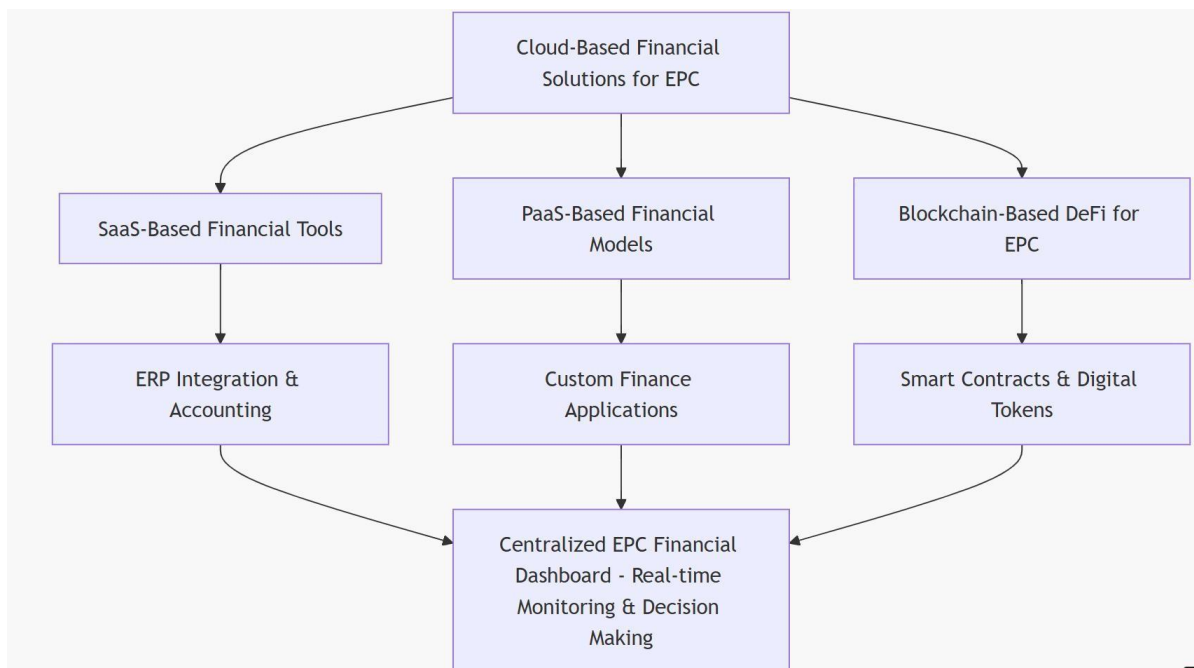 Cloud-Based Financial
Solutions for EPC
SaaS-Based Financial Tools
PaaS-Based Financial
Models
Blockchain-Based DeFi for
EPC
ERP Integration &
Accounting
Custom Finance
Applications
Smart Contracts & Digital
Tokens
Centralized EPC Financial
Dashboard - Real-time
Monitoring & Decision
Making